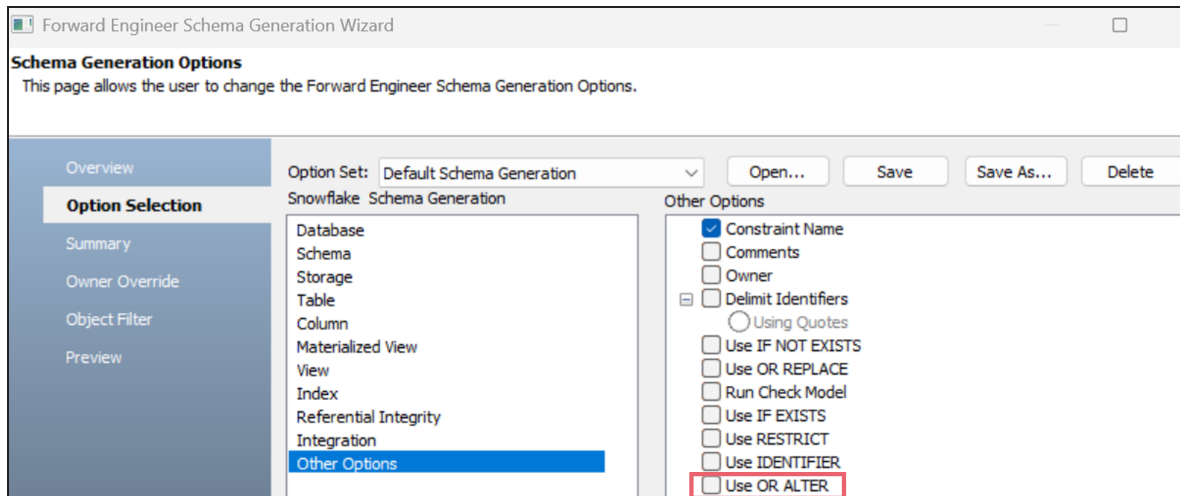 Forward Engineer Schema Generation Wizard
Schema Generation Options
This page allows the user to change the Forward Engineer Schema Generation Options.
Overview
Option Selection
Summary
Owner Override
Object Filter
Preview
Option Set: Default Schema Generation Open... Save Save As... Delete
Snowflake Schema Generation
Database
Schema
Storage
Table
Column
Materialized View
View
Index
Referential Integrity
Integration
Other Options
Other Options
Constraint Name
Comments
Owner
Delimit Identifiers
Using Quotes
Use IF NOT EXISTS
Use OR REPLACE
Run Check Model
Use IF EXISTS
Use RESTRICT
Use IDENTIFIER
Use OR ALTER